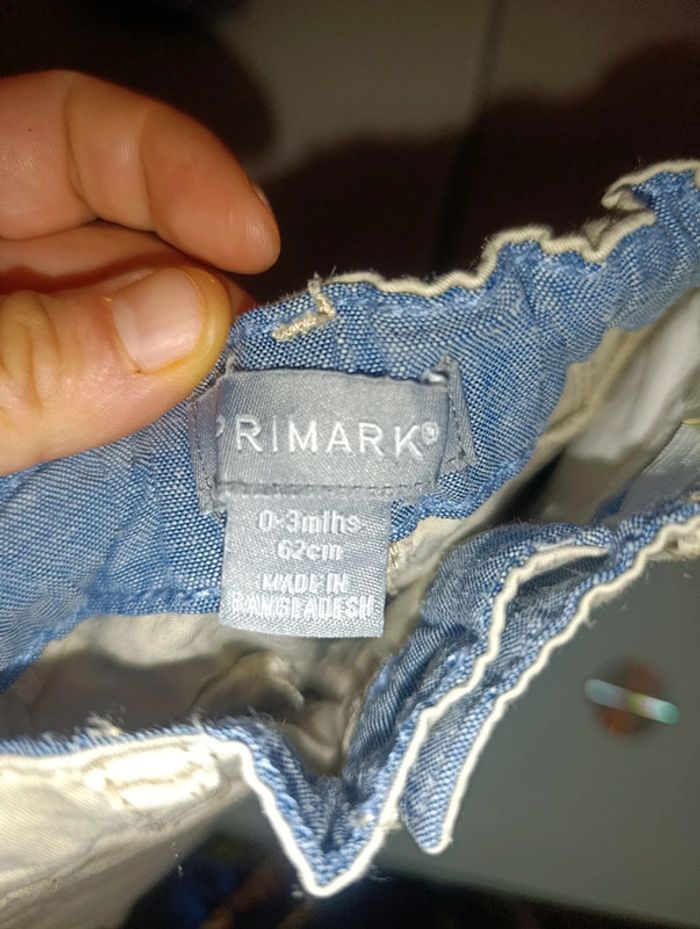 PRIMARK®
0-3mths
62cm
MADE IN
BANGLADESH